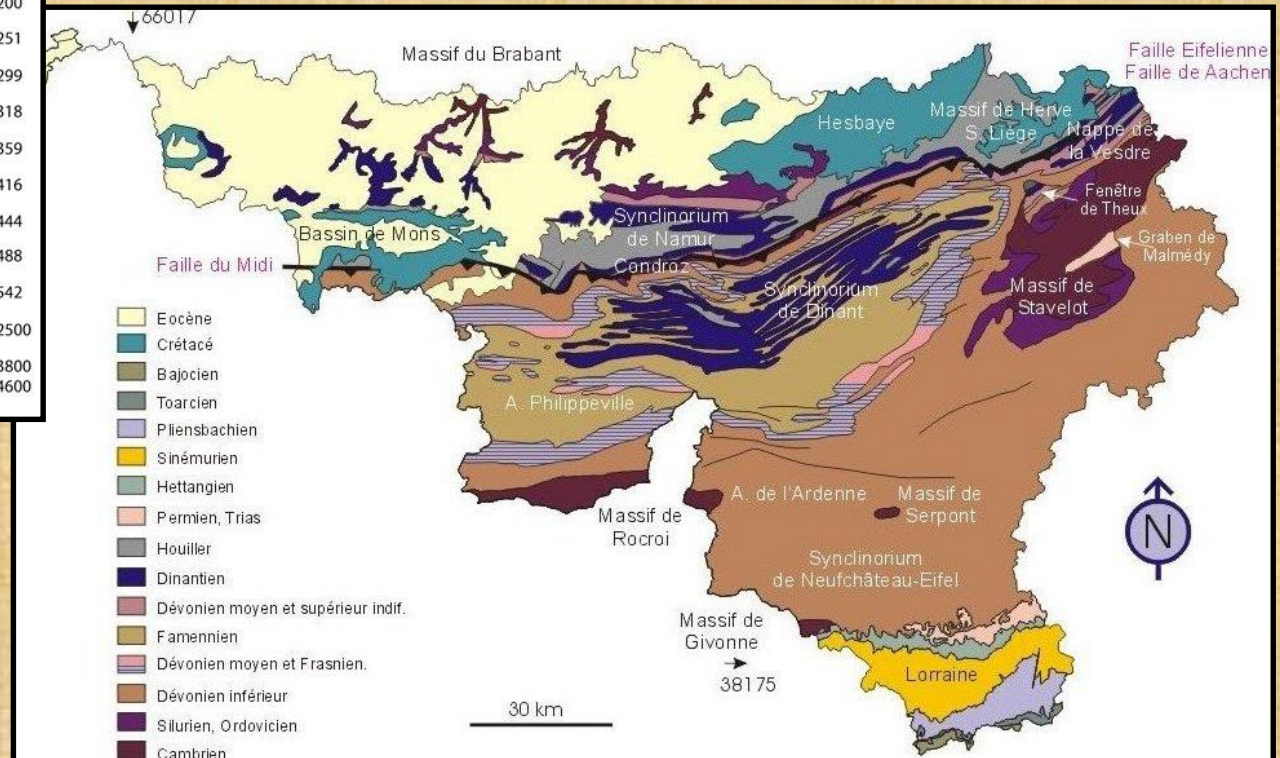 200
251
299
318
359
416
444
488
542
2500
3800
4600
66017
Massif du Brabant
Faille Eifelienne
Faille de Aachen
Hesbaye
Massif de Herve
S. Liége
Nappe de
la Vesdre
Fenêtre
de Theux
Graben de
Malmédy
Massif de
Stavelot
Synclinorium
de Namur
Bassin de Mons
Faille du Midi
Condroz
Synclinorium
de Dinant
A. Philippeville
A. de l'Ardenne
Massif de
Serpont
Massif de
Rocroi
Synclinorium
de Neufchâteau-Eifel
Massif de
Givonne
38175
Lorraine
30 km
N
Eocène
Crétacé
Bajocien
Toarcien
Pliensbachien
Sinémurien
Hettangien
Permien, Trias
Houiller
Dinantien
Dévonien moyen et supérieur indif.
Famennien
Dévonien moyen et Frasnien.
Dévonien inférieur
Silurien, Ordovicien
Cambrien